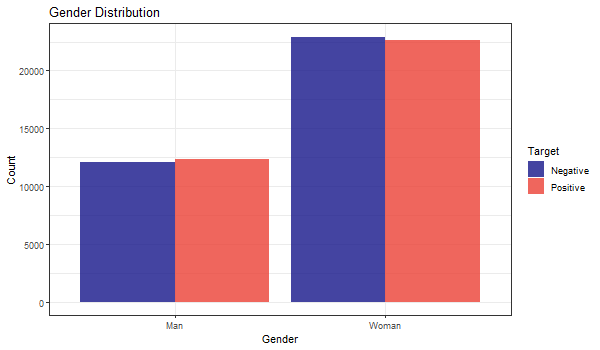 Gender Distribution
Count
20000
15000
10000
5000
0
Man
Woman
Gender
Target
Negative
Positive